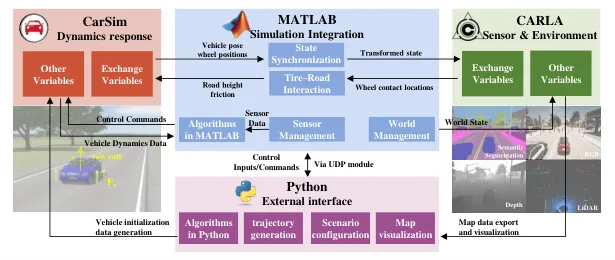 CarSim
Dynamics response
Other
Variables
Exchange
Variables
Vehicle pose
wheel positions
Road height
friction
Control Commands
Vehicle Dynamics Data
Yaw rate
MATLAB
Simulation Integration
State
Synchronization
Tire–Road
Interaction
Algorithms
in MATLAB
Sensor
Data
Sensor
Management
World
Management
Transformed state
Wheel contact locations
World State
CARLA
Sensor & Environment
Exchange
Variables
Other
Variables
Semantic
Segmentation
RGB
Depth
LiDAR
Control
Inputs/Commands
Via UDP module
Python
External interface
Algorithms
in Python
trajectory
generation
Scenario
configuration
Map
visualization
Vehicle initialization
data generation
Map data export
and visualization